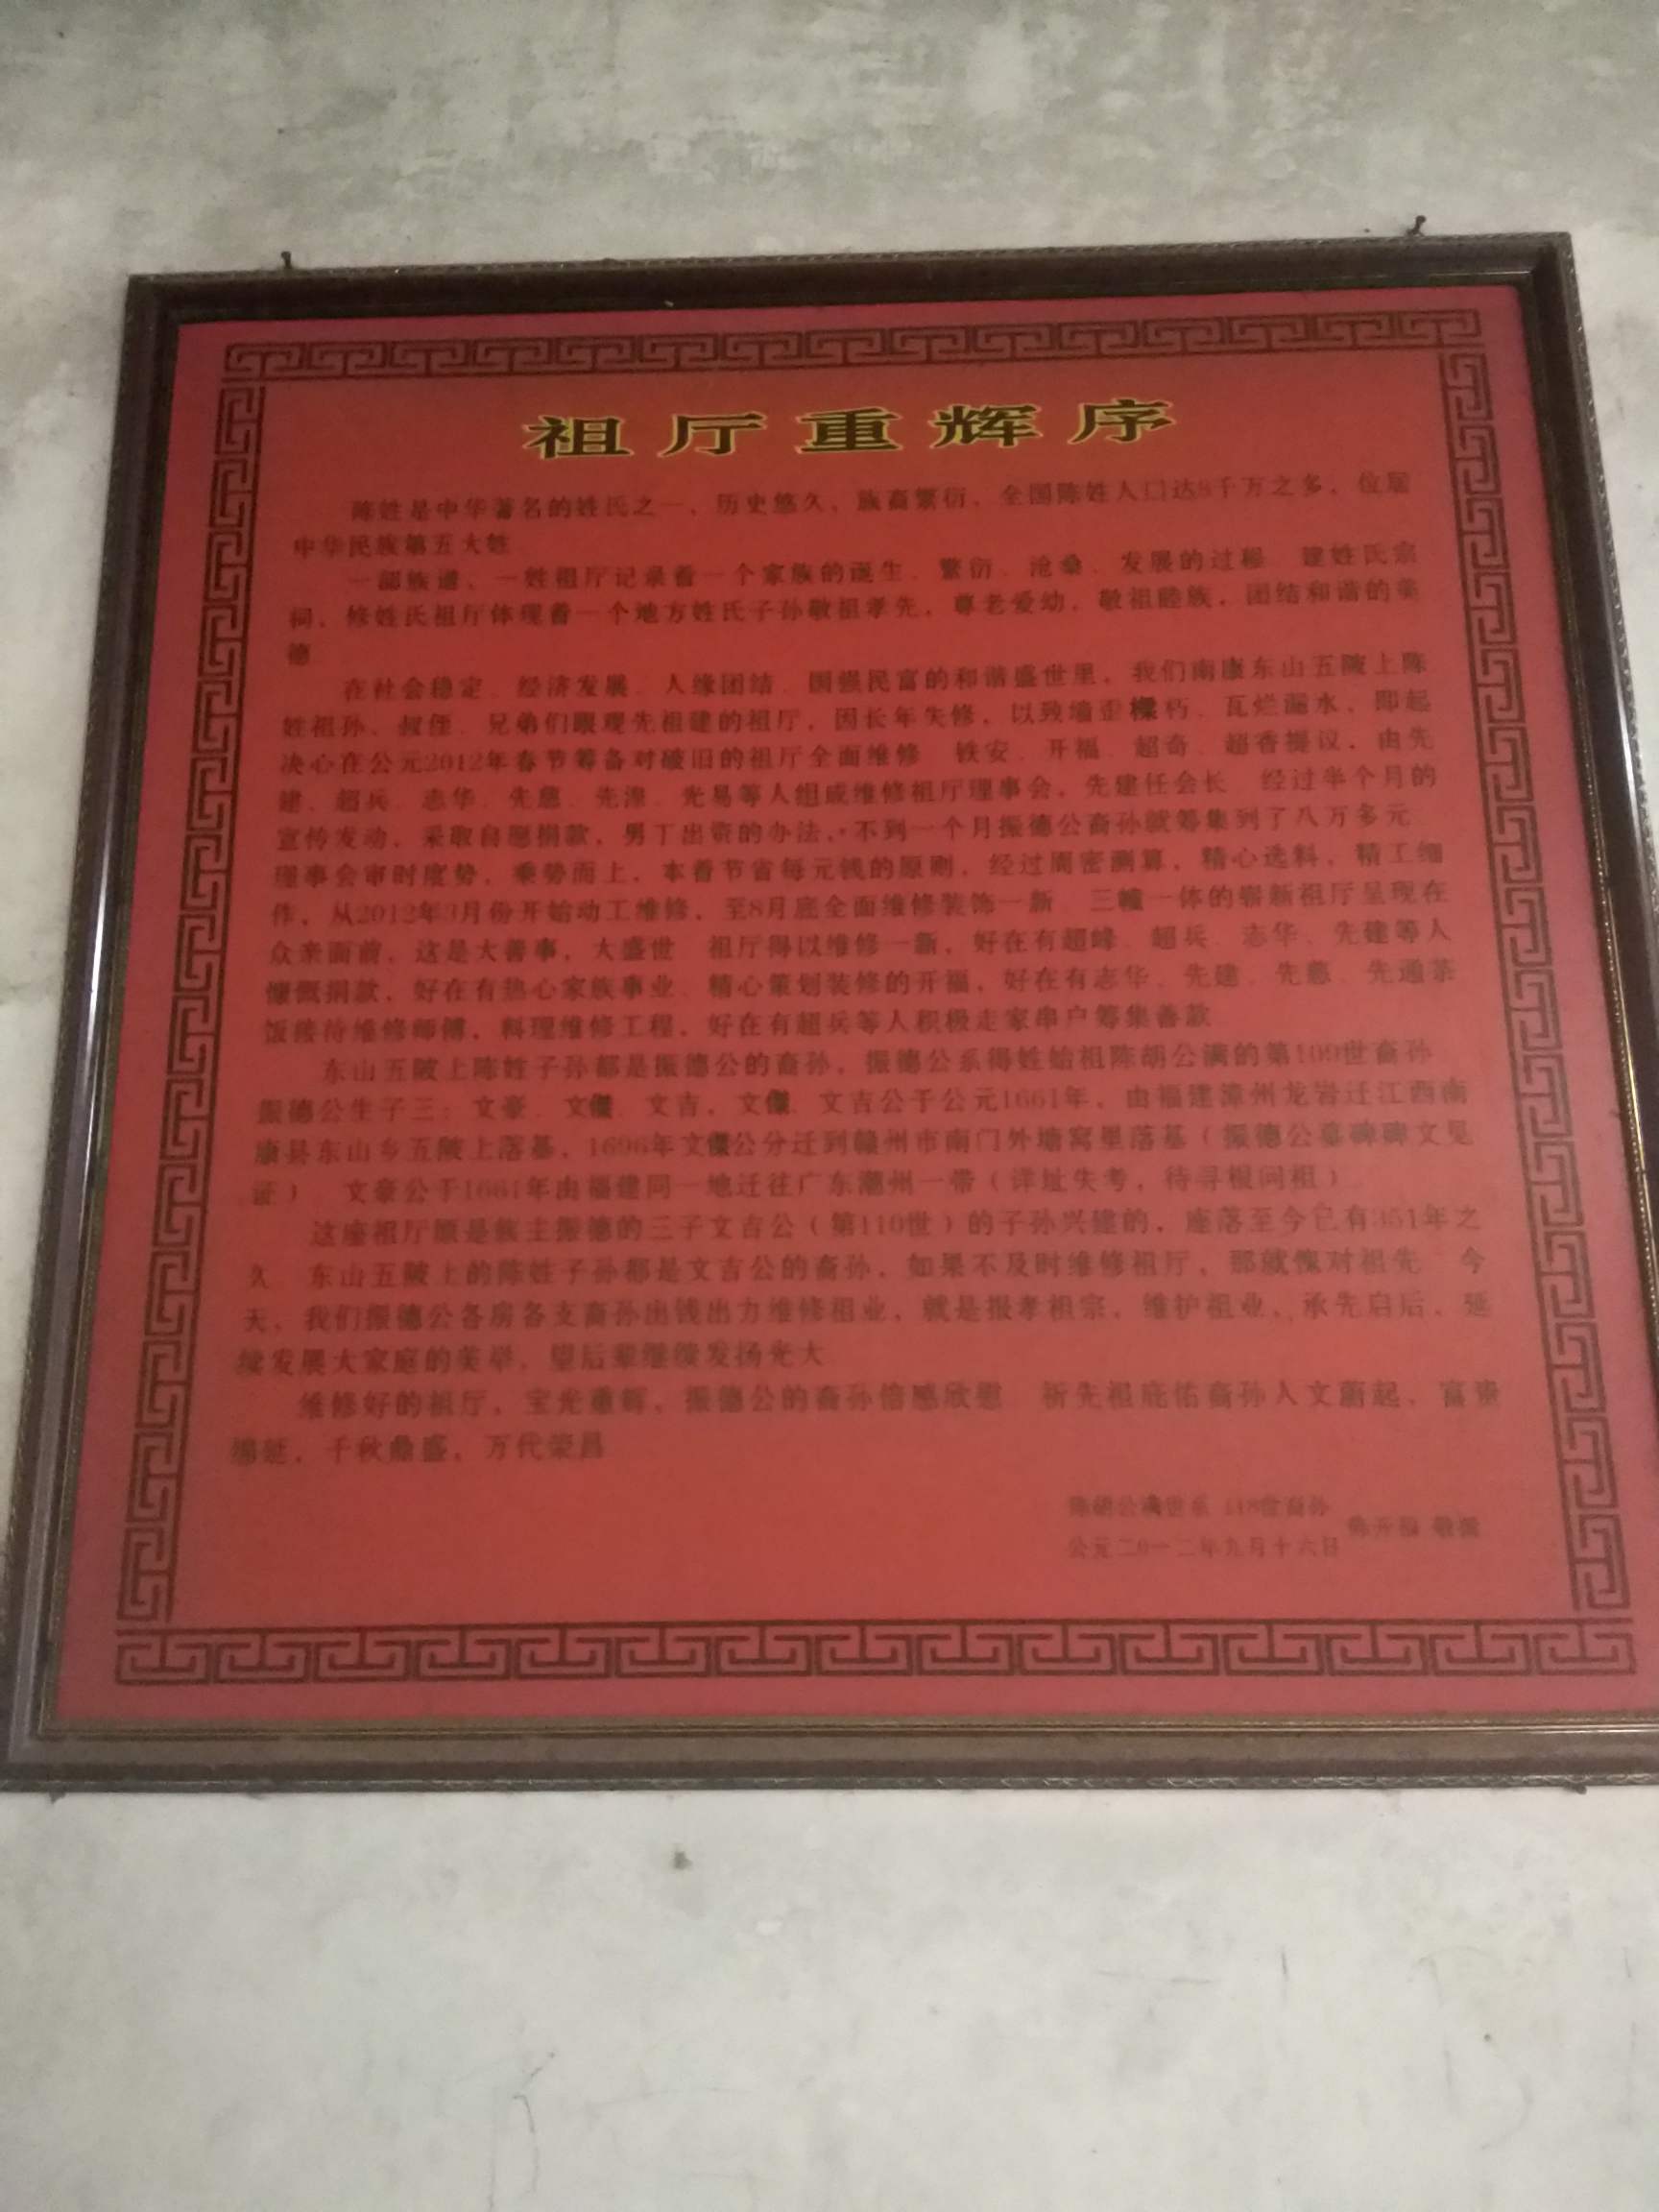 祖厅重辉序
陈姓是中华著名的姓氏之一、历史悠久、族裔繁衍、全国陈姓人口达8千万之多，位居
中华民族第五大姓
一部族谱、一姓祖厅记录着一个家族的诞生、繁衍、沧桑、发展的过程 建姓氏宗
祠，修姓氏祖厅体现着一个地方姓氏子孙敬祖孝先，尊老爱幼，敬祖睦族，团结和谐的美
德
在社会稳定、经济发展、人缘团结、国强民富的和谐盛世里，我们南康东山五陂上陈
姓祖孙、叔侄、兄弟们眼观先祖建的祖厅，因长年失修，以致墙歪樑朽、瓦烂漏水，即起
决心在公元2012年春节筹备对破旧的祖厅全面维修 铁安、开福、超奇、超香提议，由先
建、超兵、志华、先慈、先 、光易等人组成维修祖厅理事会，先建任会长 经过半个月的
宣传发动，采取自愿捐款，男丁出资的办法，不到一个月振德公裔孙就筹集到了八万多元
理事会审时度势，乘势而上，本着节省每元钱的原则，经过周密测算，精心选料，精工细
作，从2012年3月份开始动工维修，至8月底全面维修装饰一新 三幢一体的崭新祖厅呈现在
众亲面前，这是大善事，大盛世 祖厅得以维修一新，好在有超峰、超兵、志华、先建等人
慷慨捐款，好在有热心家族事业、精心策划装修的开福，好在有志华、先建、先慈、先通茶
饭接待维修师傅，料理维修工程，好在有超兵等人积极走家串户筹集善款
东山五陂上陈姓子孙都是振德公的裔孙，振德公系得姓始祖陈胡公满的第109世裔孙
振德公生子三：文豪、文儁、文吉，文儁、文吉公于公元1661年，由福建漳州龙岩迁江西南
康县东山乡五陂上落基，1696年文儁公分迁到赣州市南门外塘窝里落基（振德公墓碑碑文见
证） 文豪公于1661年由福建同一地迁往广东潮州一带（详址失考，待寻根问祖）
这座祖厅原是族主振德的三子文吉公（第110世）的子孙兴建的，座落至今已有351年之
久 东山五陂上的陈姓子孙都是文吉公的裔孙，如果不及时维修祖厅，那就愧对祖先 今
天，我们振德公各房各支裔孙出钱出力维修祖业，就是报孝祖宗，维护祖业，承先启后，延
续发展大家庭的美举，望后辈继续发扬光大
维修好的祖厅，宝光重辉，振德公的裔孙倍感欣慰 祈先祖庇佑裔孙人文蔚起，富贵
绵延，千秋鼎盛，万代荣昌
陈胡公满世系 118世裔孙
陈开福 敬撰
公元二0一二年九月十六日